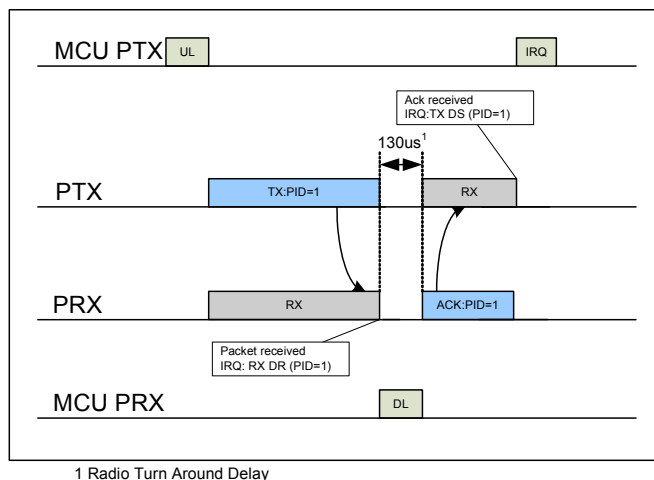 MCU PTX
UL
IRQ
Ack received
IRQ:TX DS (PID=1)
130us1
PTX
TX:PID=1
RX
PRX
RX
ACK:PID=1
Packet received
IRQ: RX DR (PID=1)
MCU PRX
DL
1 Radio Turn Around Delay